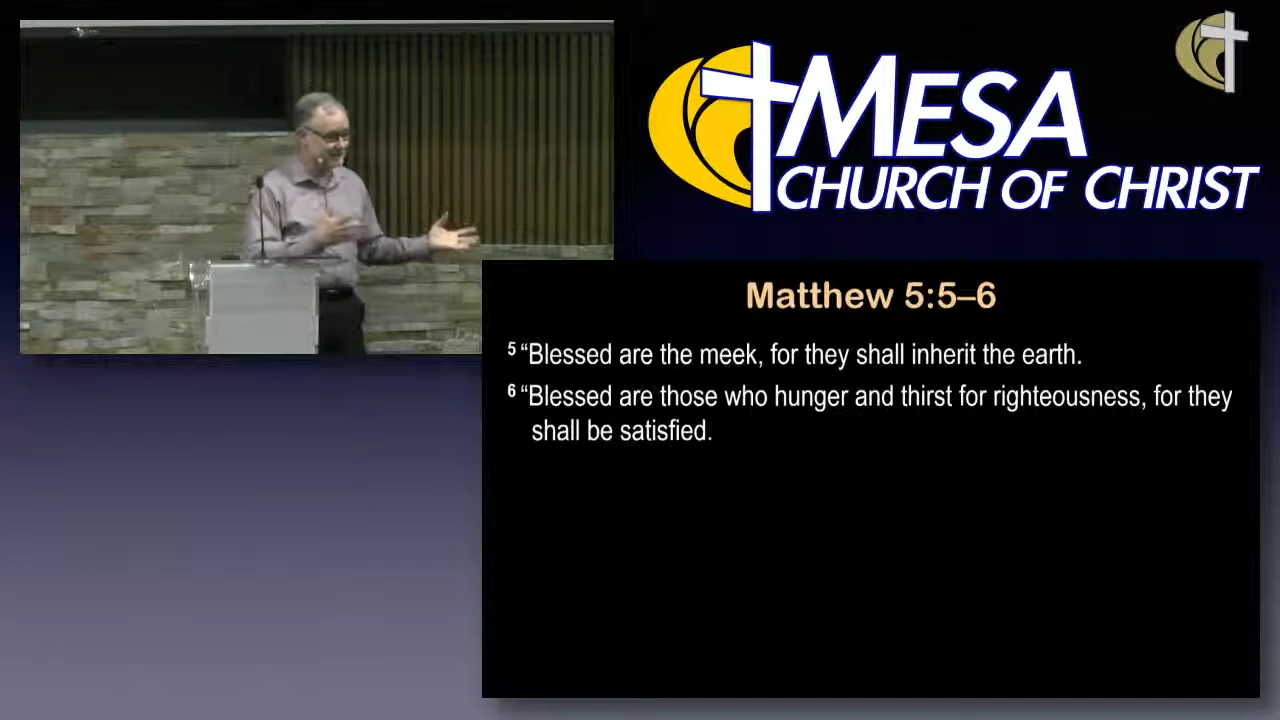 MESA
CHURCH OF CHRIST
Matthew 5:5–6
5 “Blessed are the meek, for they shall inherit the earth.
6 “Blessed are those who hunger and thirst for righteousness, for they
shall be satisfied.